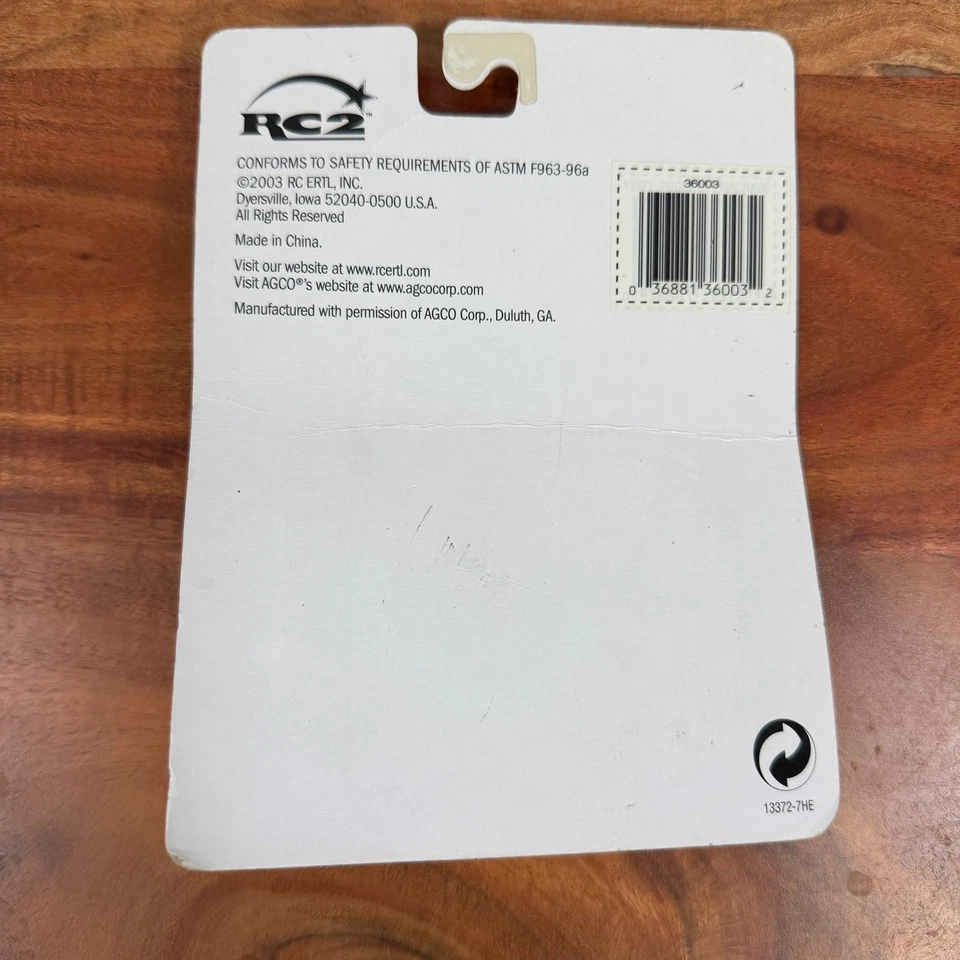 RC2™
CONFORMS TO SAFETY REQUIREMENTS OF ASTM F963-96a
©2003 RC ERTL, INC.
Dyersville, Iowa 52040-0500 U.S.A.
All Rights Reserved
Made in China.
Visit our website at www.rcertl.com
Visit AGCO®'s website at www.agcocorp.com
Manufactured with permission of AGCO Corp., Duluth, GA.
36003
0 36881 36003 2
13372-7HE